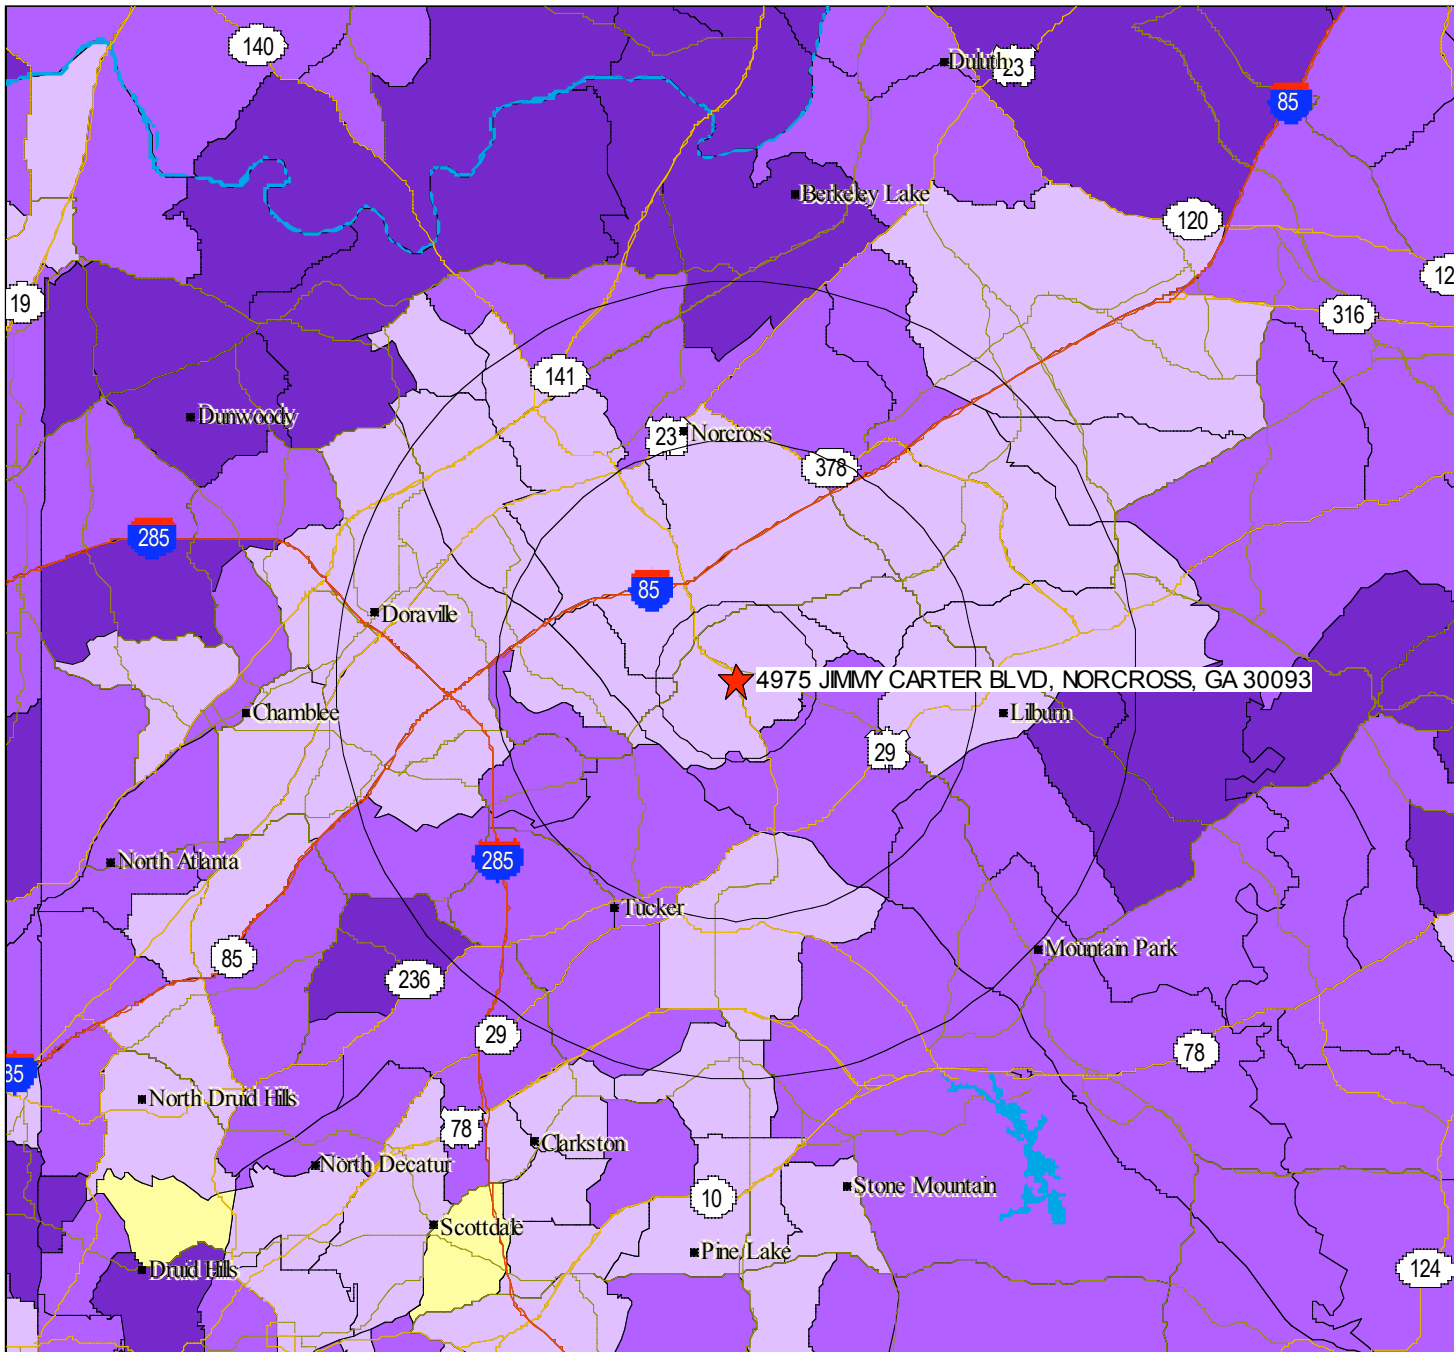 140
Duluth
23
85
Berkeley Lake
120
12
19
316
141
Dunwoody
23
Norcross
378
285
85
Doraville
4975 JIMMY CARTER BLVD, NORCROSS, GA 30093
Chamblee
Lilburn
29
North Atlanta
285
Tucker
85
Mountain Park
236
29
78
85
North Druid Hills
78
Clarkston
North Decatur
10
Stone Mountain
Scottdale
Pine Lake
Druid Hills
124